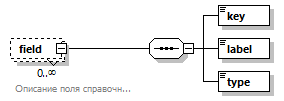 key
field
label
0..∞
type
Описание поля справочн...